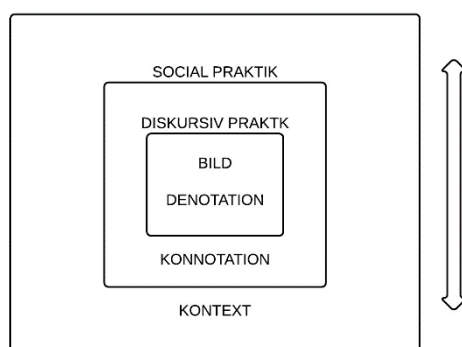 SOCIAL PRAKTIK
DISKURSIV PRAKTK
BILD
DENOTATION
KONNOTATION
KONTEXT